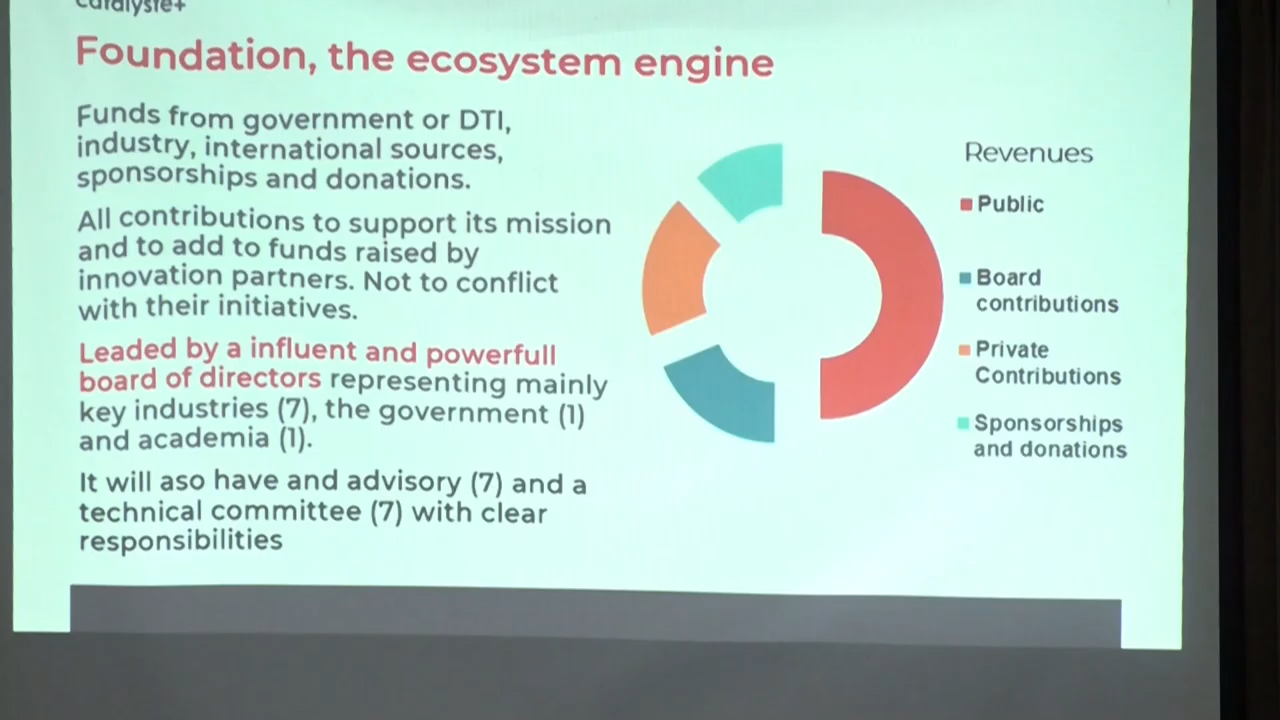 catalyste+
Foundation, the ecosystem engine
Funds from government or DTI,
industry, international sources,
sponsorships and donations.
All contributions to support its mission
and to add to funds raised by
innovation partners. Not to conflict
with their initiatives.
Leaded by a influent and powerfull
board of directors representing mainly
key industries (7), the government (1)
and academia (1).
It will aso have and advisory (7) and a
technical committee (7) with clear
responsibilities
Revenues
Public
Board
contributions
Private
Contributions
Sponsorships
and donations